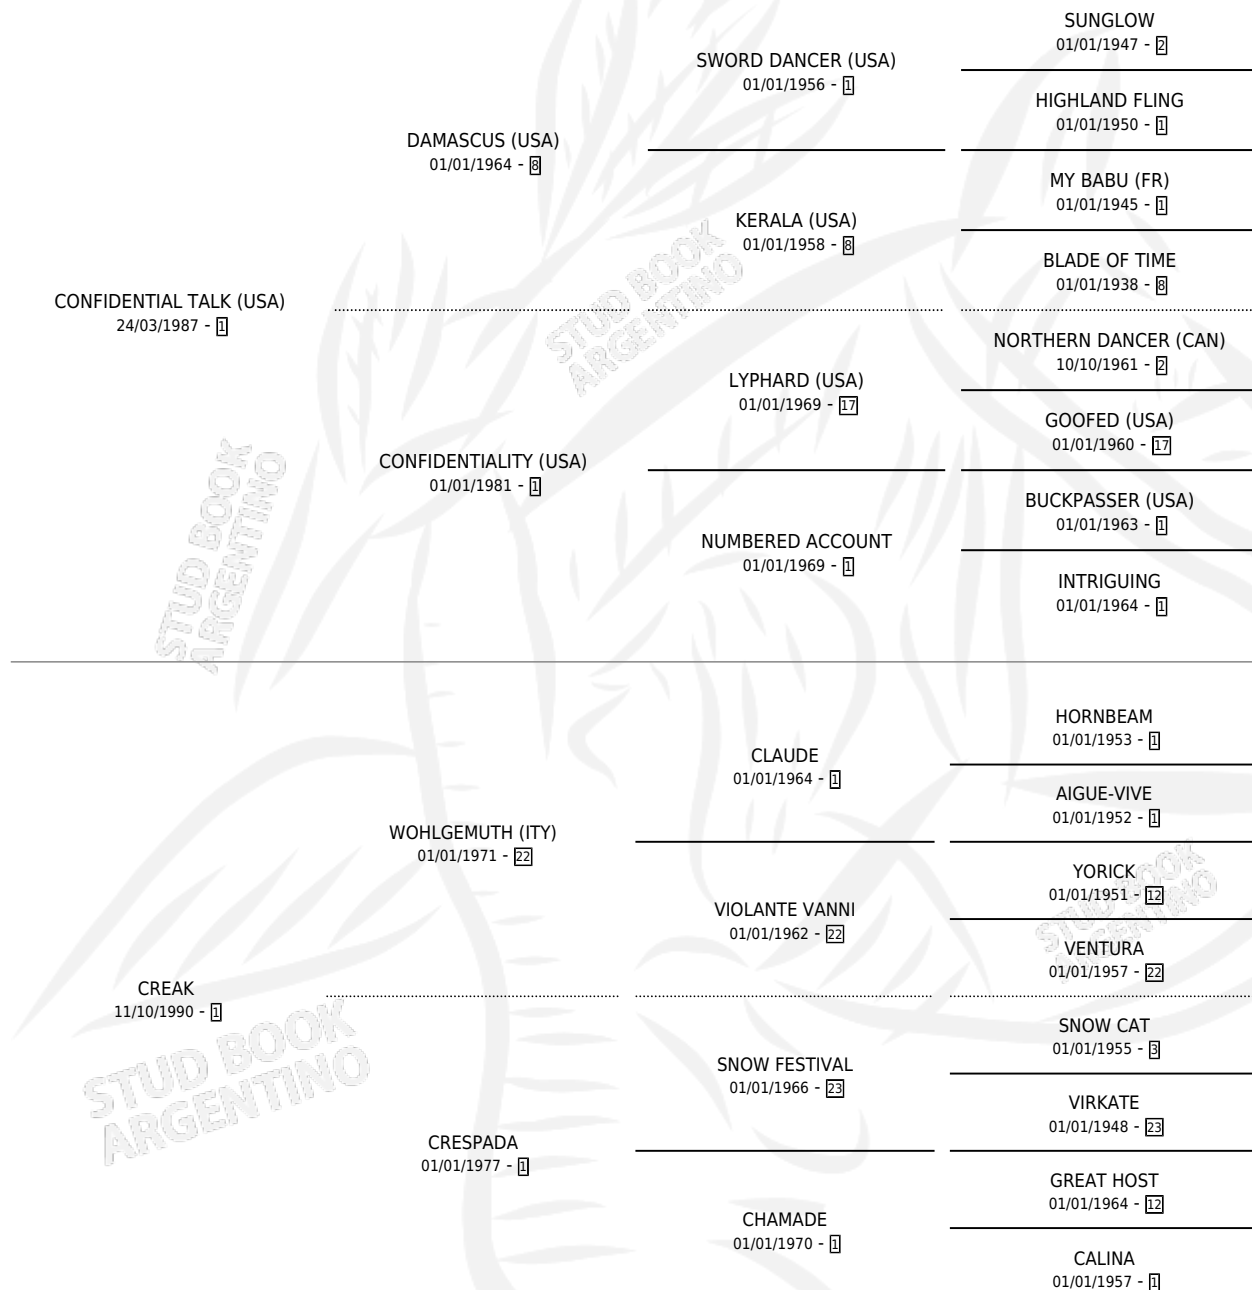 SUNGLOW
01/01/1947 - 2
SWORD DANCER (USA)
01/01/1956 - 1
HIGHLAND FLING
01/01/1950 - 1
DAMASCUS (USA)
01/01/1964 - 8
MY BABU (FR)
01/01/1945 - 1
KERALA (USA)
01/01/1958 - 8
BLADE OF TIME
01/01/1938 - 8
CONFIDENTIAL TALK (USA)
24/03/1987 - 1
NORTHERN DANCER (CAN)
10/10/1961 - 2
LYPHARD (USA)
01/01/1969 - 17
GOOFED (USA)
01/01/1960 - 17
CONFIDENTIALITY (USA)
01/01/1981 - 1
BUCKPASSER (USA)
01/01/1963 - 1
NUMBERED ACCOUNT
01/01/1969 - 1
INTRIGUING
01/01/1964 - 1
HORNBEAM
01/01/1953 - 1
CLAUDE
01/01/1964 - 1
AIGUE-VIVE
01/01/1952 - 1
WOHLGEMUTH (ITY)
01/01/1971 - 22
YORICK
01/01/1951 - 12
VIOLANTE VANNI
01/01/1962 - 22
VENTURA
01/01/1957 - 22
CREAK
11/10/1990 - 1
SNOW CAT
01/01/1955 - 3
SNOW FESTIVAL
01/01/1966 - 23
VIRKATE
01/01/1948 - 23
CRESPADA
01/01/1977 - 1
GREAT HOST
01/01/1964 - 12
CHAMADE
01/01/1970 - 1
CALINA
01/01/1957 - 1
STUD BOOK
ARGENTINO
STUD BOOK
ARGENTINO
STUD BOOK
ARGENTINO
STUD BOOK
ARGENTINO